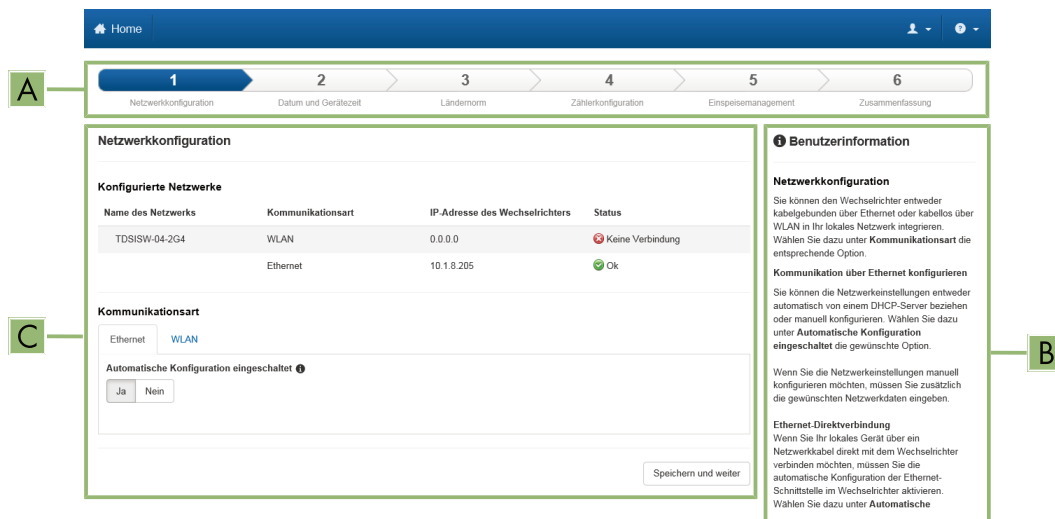 Home
A
1 2 3 4 5 6
Netzwerkkonfiguration Datum und Gerätezeit Ländernorm Zählerkonfiguration Einspeisemanagement Zusammenfassung
C
Netzwerkkonfiguration
Konfigurierte Netzwerke
Name des Netzwerks Kommunikationsart IP-Adresse des Wechselrichters Status
TDSISW-04-2G4 WLAN 0.0.0.0 Keine Verbindung
Ethernet 10.1.8.205 Ok
Kommunikationsart
Ethernet WLAN
Automatische Konfiguration eingeschaltet
Ja Nein
Speichern und weiter
B
Benutzerinformation
Netzwerkkonfiguration
Sie können den Wechselrichter entweder
kabelgebunden über Ethernet oder kabellos über
WLAN in Ihr lokales Netzwerk integrieren.
Wählen Sie dazu unter Kommunikationsart die
entsprechende Option.
Kommunikation über Ethernet konfigurieren
Sie können die Netzwerkeinstellungen entweder
automatisch von einem DHCP-Server beziehen
oder manuell konfigurieren. Wählen Sie dazu
unter Automatische Konfiguration
eingeschaltet die gewünschte Option.
Wenn Sie die Netzwerkeinstellungen manuell
konfigurieren möchten, müssen Sie zusätzlich
die gewünschten Netzwerkdaten eingeben.
Ethernet-Direktverbindung
Wenn Sie Ihr lokales Gerät über ein
Netzwerkkabel direkt mit dem Wechselrichter
verbinden möchten, müssen Sie die
automatische Konfiguration der Ethernet-
Schnittstelle im Wechselrichter aktivieren.
Wählen Sie dazu unter Automatische